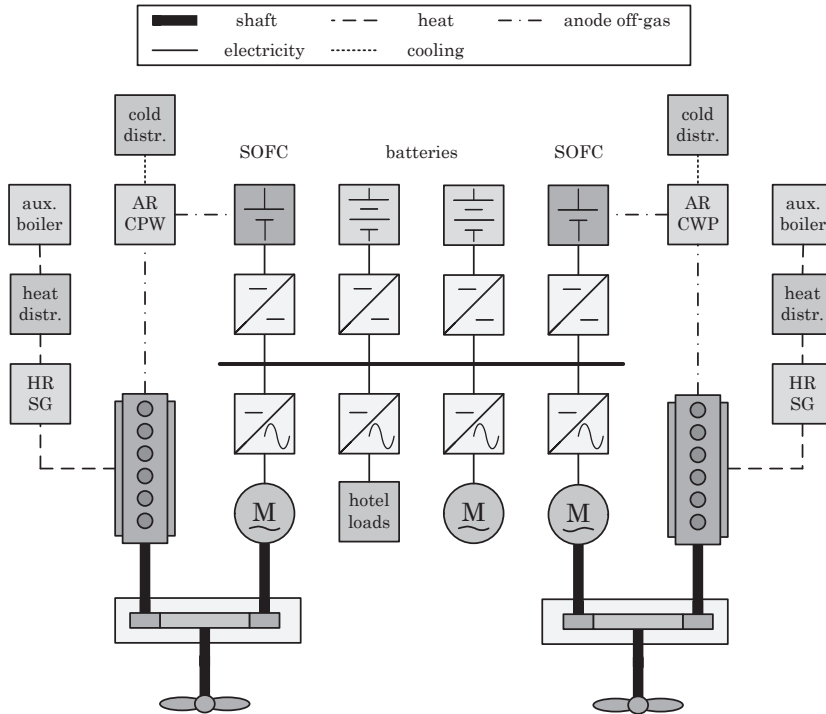 shaft heat anode off-gas
electricity cooling
cold
distr.
SOFC batteries SOFC
cold
distr.
aux.
boiler
AR
CPW
AR
CWP
aux.
boiler
heat
distr.
heat
distr.
HR
SG
HR
SG
M
hotel
loads
M
M